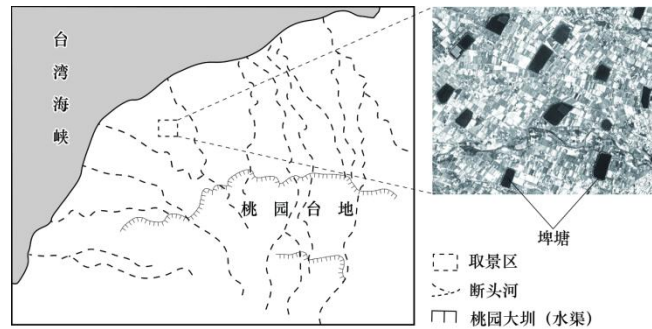 台湾海峡
桃园台地
埤塘
取景区
断头河
桃园大圳（水渠）